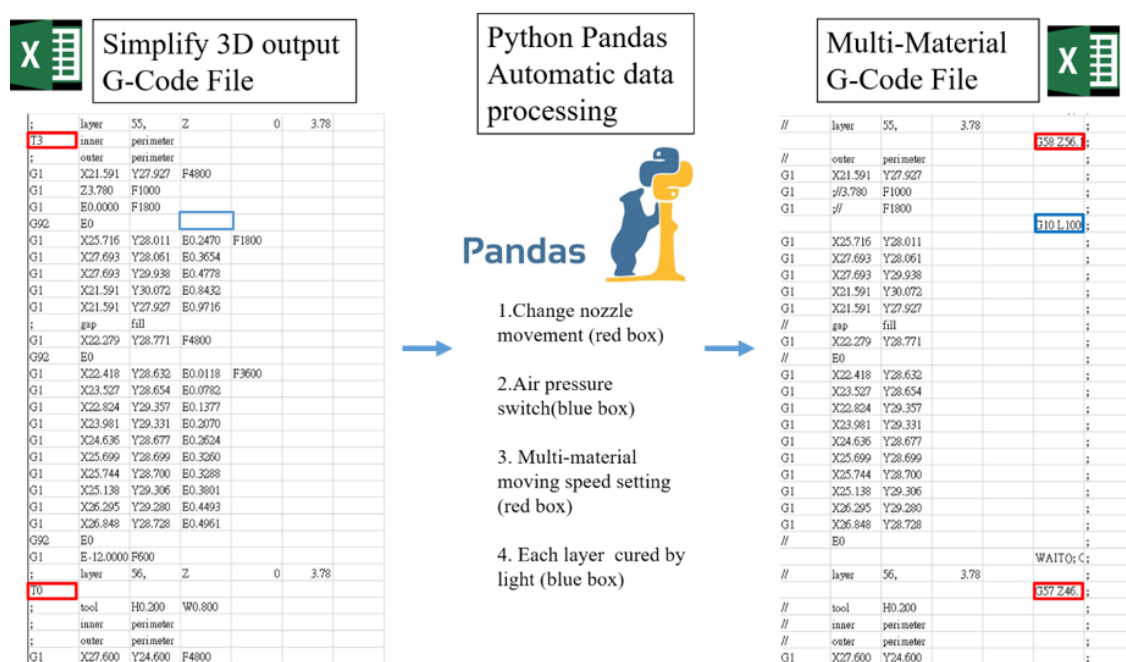 Simplify 3D output
G-Code File
Python Pandas
Automatic data
processing
Multi-Material
G-Code File
; layer 55, Z 0 3.78
T3 inner perimeter
; outer perimeter
G1 X21.591 Y27.927 F4800
G1 Z3.780 F1000
G1 E0.0000 F1800
G92 E0
G1 X25.716 Y28.011 E0.2470 F1800
G1 X27.693 Y28.061 E0.3654
G1 X27.693 Y29.938 E0.4778
G1 X21.591 Y30.072 E0.8432
G1 X21.591 Y27.927 E0.9716
; gap fill
G1 X22.279 Y28.771 F4800
G92 E0
G1 X22.418 Y28.632 E0.0118 F3600
G1 X23.527 Y28.654 E0.0782
G1 X22.824 Y29.357 E0.1377
G1 X23.981 Y29.331 E0.2070
G1 X24.636 Y28.677 E0.2624
G1 X25.699 Y28.699 E0.3260
G1 X25.744 Y28.700 E0.3288
G1 X25.138 Y29.306 E0.3801
G1 X26.295 Y29.280 E0.4493
G1 X26.848 Y28.728 E0.4961
G92 E0
G1 E-12.0000 F600
; layer 56, Z 0 3.78
T0
; tool H0.200 W0.800
; inner perimeter
; outer perimeter
G1 X27.600 Y24.600 F4800
Pandas
1.Change nozzle
movement (red box)
2.Air pressure
switch(blue box)
3. Multi-material
moving speed setting
(red box)
4. Each layer cured by
light (blue box)
// layer 55, 3.78 ;
G58 Z56.1 ;
// outer perimeter ;
G1 X21.591 Y27.927 ;
G1 ;//3.780 F1000 ;
G1 ;// F1800 ;
G10 L100 ;
G1 X25.716 Y28.011 ;
G1 X27.693 Y28.061 ;
G1 X27.693 Y29.938 ;
G1 X21.591 Y30.072 ;
G1 X21.591 Y27.927 ;
// gap fill ;
G1 X22.279 Y28.771 ;
// E0 ;
G1 X22.418 Y28.632 ;
G1 X23.527 Y28.654 ;
G1 X22.824 Y29.357 ;
G1 X23.981 Y29.331 ;
G1 X24.636 Y28.677 ;
G1 X25.699 Y28.699 ;
G1 X25.744 Y28.700 ;
G1 X25.138 Y29.306 ;
G1 X26.295 Y29.280 ;
G1 X26.848 Y28.728 ;
// E0 ;
WAIT(); C;
// layer 56, 3.78 ;
G57 Z46. ;
// tool H0.200 ;
// inner perimeter ;
// outer perimeter ;
G1 X27.600 Y24.600 ;